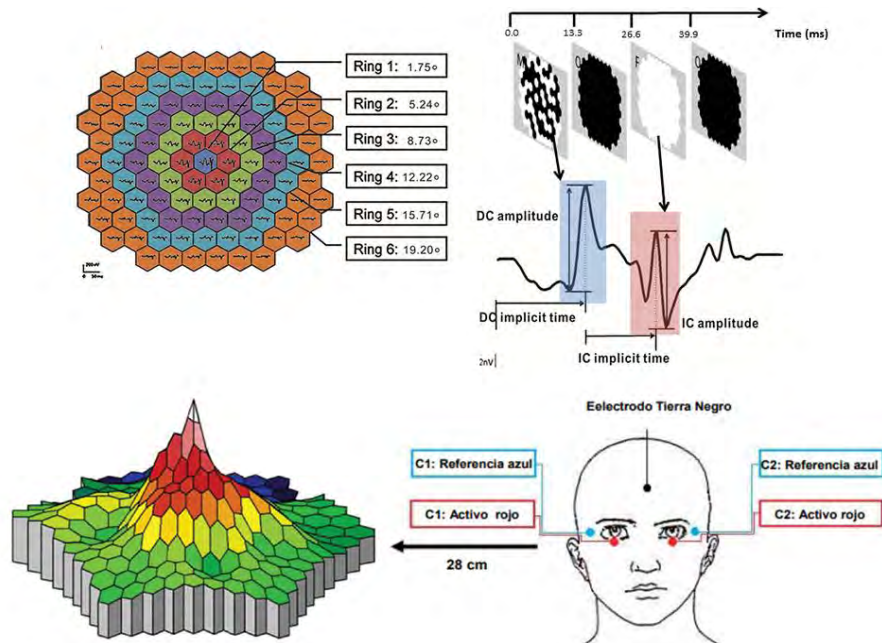 Ring 1: 1.75°
Ring 2: 5.24°
Ring 3: 8.73°
Ring 4: 12.22°
Ring 5: 15.71°
Ring 6: 19.20°
0
0.0
13.3
26.6
39.9
Time (ms)
M
O
F
O
DC amplitude
DC implicit time
IC amplitude
IC implicit time
2nV
Eelectrodo Tierra Negro
C1: Referencia azul
C2: Referencia azul
C1: Activo rojo
C2: Activo rojo
28 cm